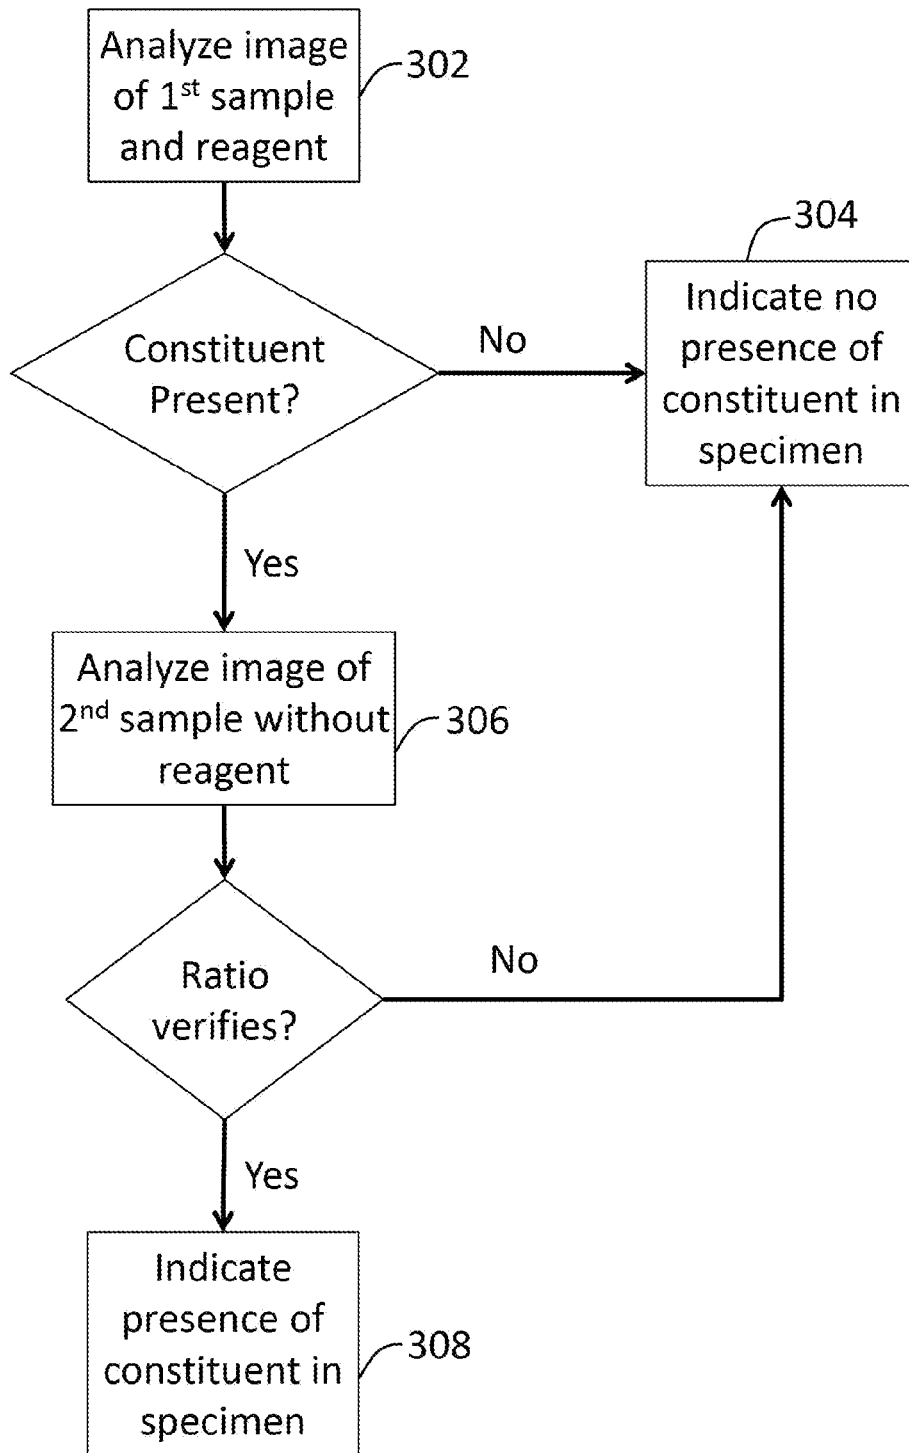 Analyze image
of 1st sample
and reagent
302
304
Indicate no
presence of
constituent in
specimen
Constituent
Present?
No
Yes
Analyze image of
2nd sample without
reagent
306
Ratio
verifies?
No
Yes
Indicate
presence of
constituent in
specimen
308